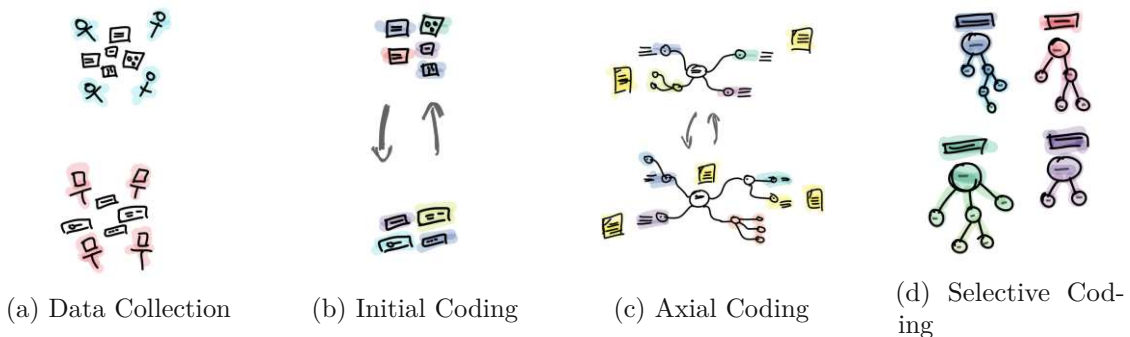 (a) Data Collection
(b) Initial Coding
(c) Axial Coding
(d) Selective Cod-
ing